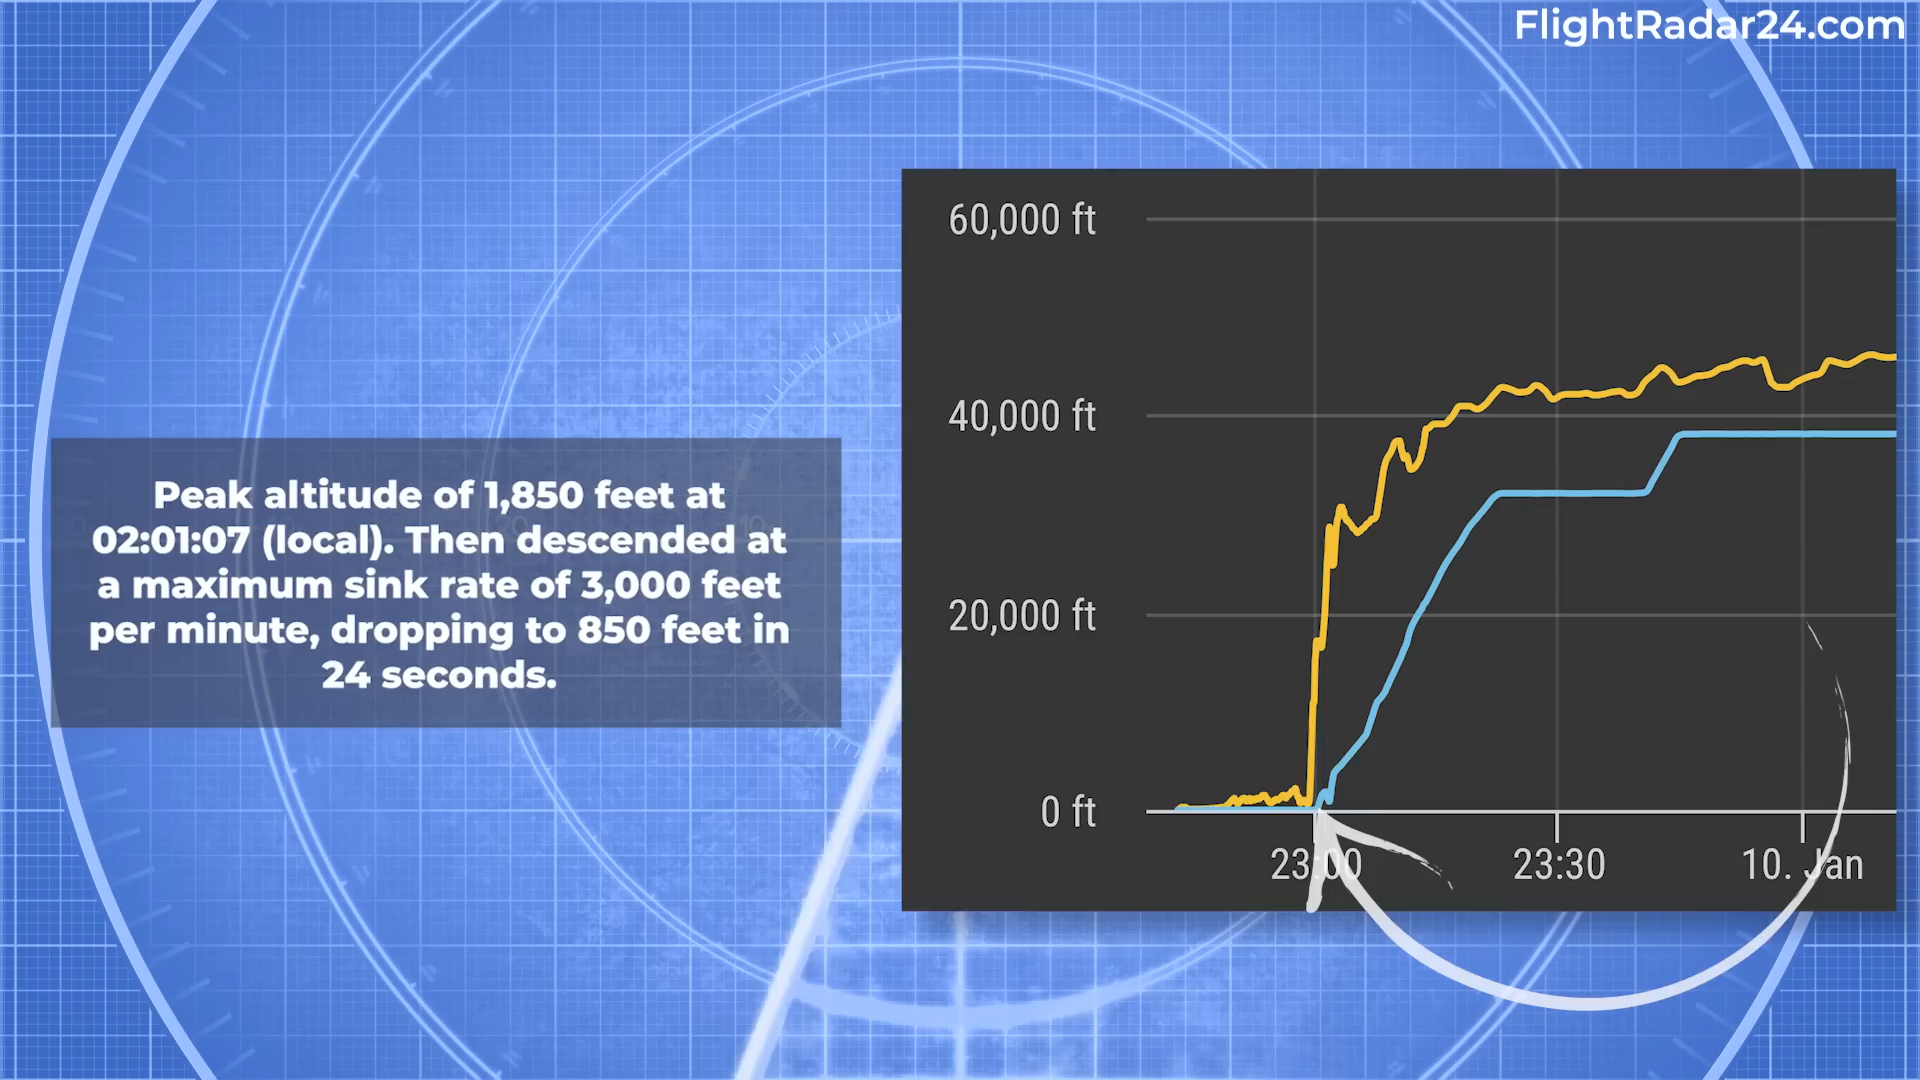 FlightRadar24.com
Peak altitude of 1,850 feet at
02:01:07 (local). Then descended at
a maximum sink rate of 3,000 feet
per minute, dropping to 850 feet in
24 seconds.
60,000 ft
40,000 ft
20,000 ft
0 ft
23:00
23:30
10. Jan